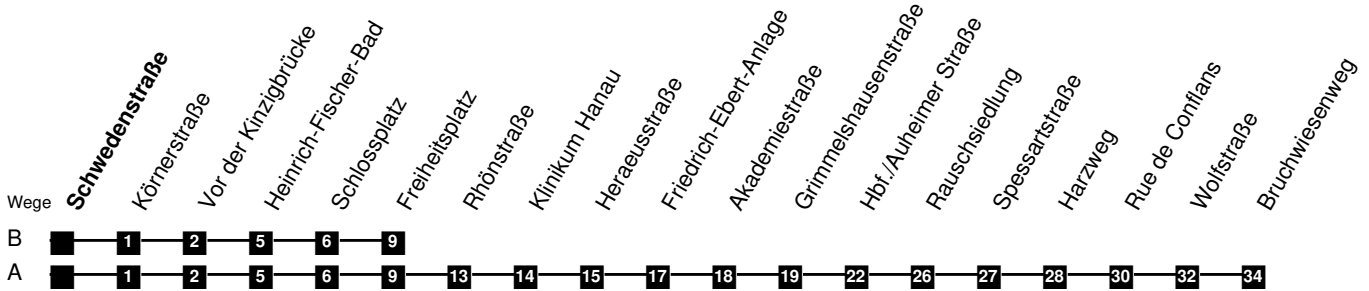 Schwedenstraße
Körnerstraße
Vor der Kinzigbrücke
Heinrich-Fischer-Bad
Schlossplatz
Freiheitsplatz
Rhönstraße
Klinikum Hanau
Heraeusstraße
Friedrich-Ebert-Anlage
Akademiestraße
Grimmelshausenstraße
Hbf./Auheimer Straße
Rauschsiedlung
Spessartstraße
Harzweg
Rue de Conflans
Wolfstraße
Bruchwiesenweg
Wege
B 1 2 5 6 9
A 1 2 5 6 9 13 14 15 17 18 19 22 26 27 28 30 32 34